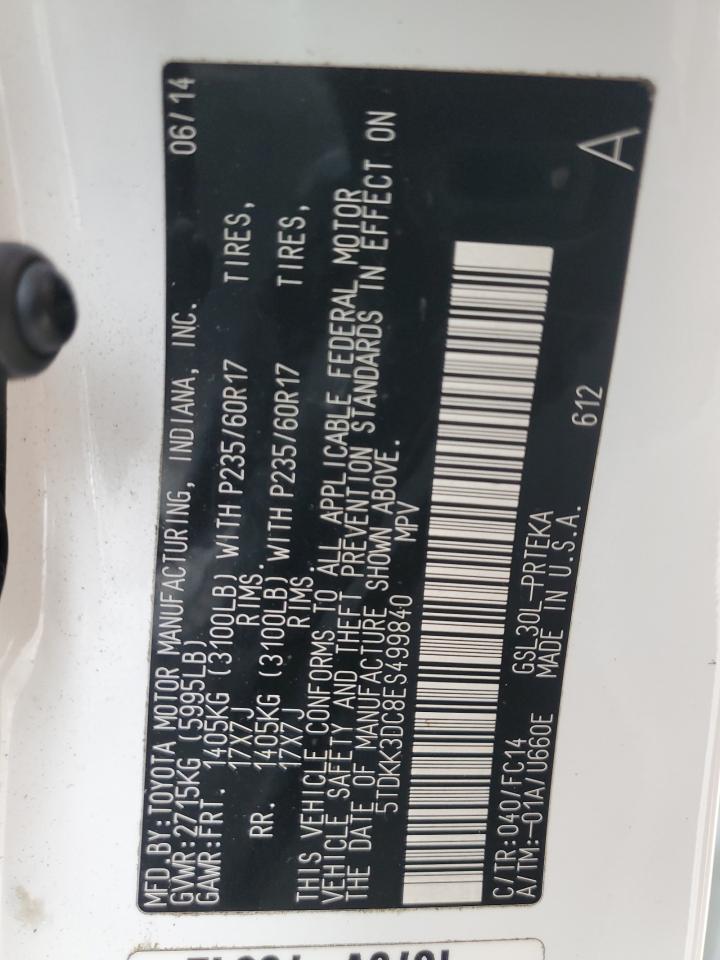 MFD.BY:TOYOTA MOTOR MANUFACTURING, INDIANA, INC. 06/14
GVWR:2715KG (5995LB)
GAWR:FRT. 1405KG (3100LB) WITH P235/60R17 TIRES,
17X7J RIMS.
RR. 1405KG (3100LB) WITH P235/60R17 TIRES,
17X7J RIMS
THIS VEHICLE CONFORMS TO ALL APPLICABLE FEDERAL MOTOR
VEHICLE SAFETY AND THEFT PREVENTION STANDARDS IN EFFECT ON
THE DATE OF MANUFACTURE SHOWN ABOVE.
5TDKK3DC8ES499840 MPV
C/TR:040/FC14 GSL30L-PRTEKA 612 A
A/TM:-01A/U660E MADE IN U.S.A.